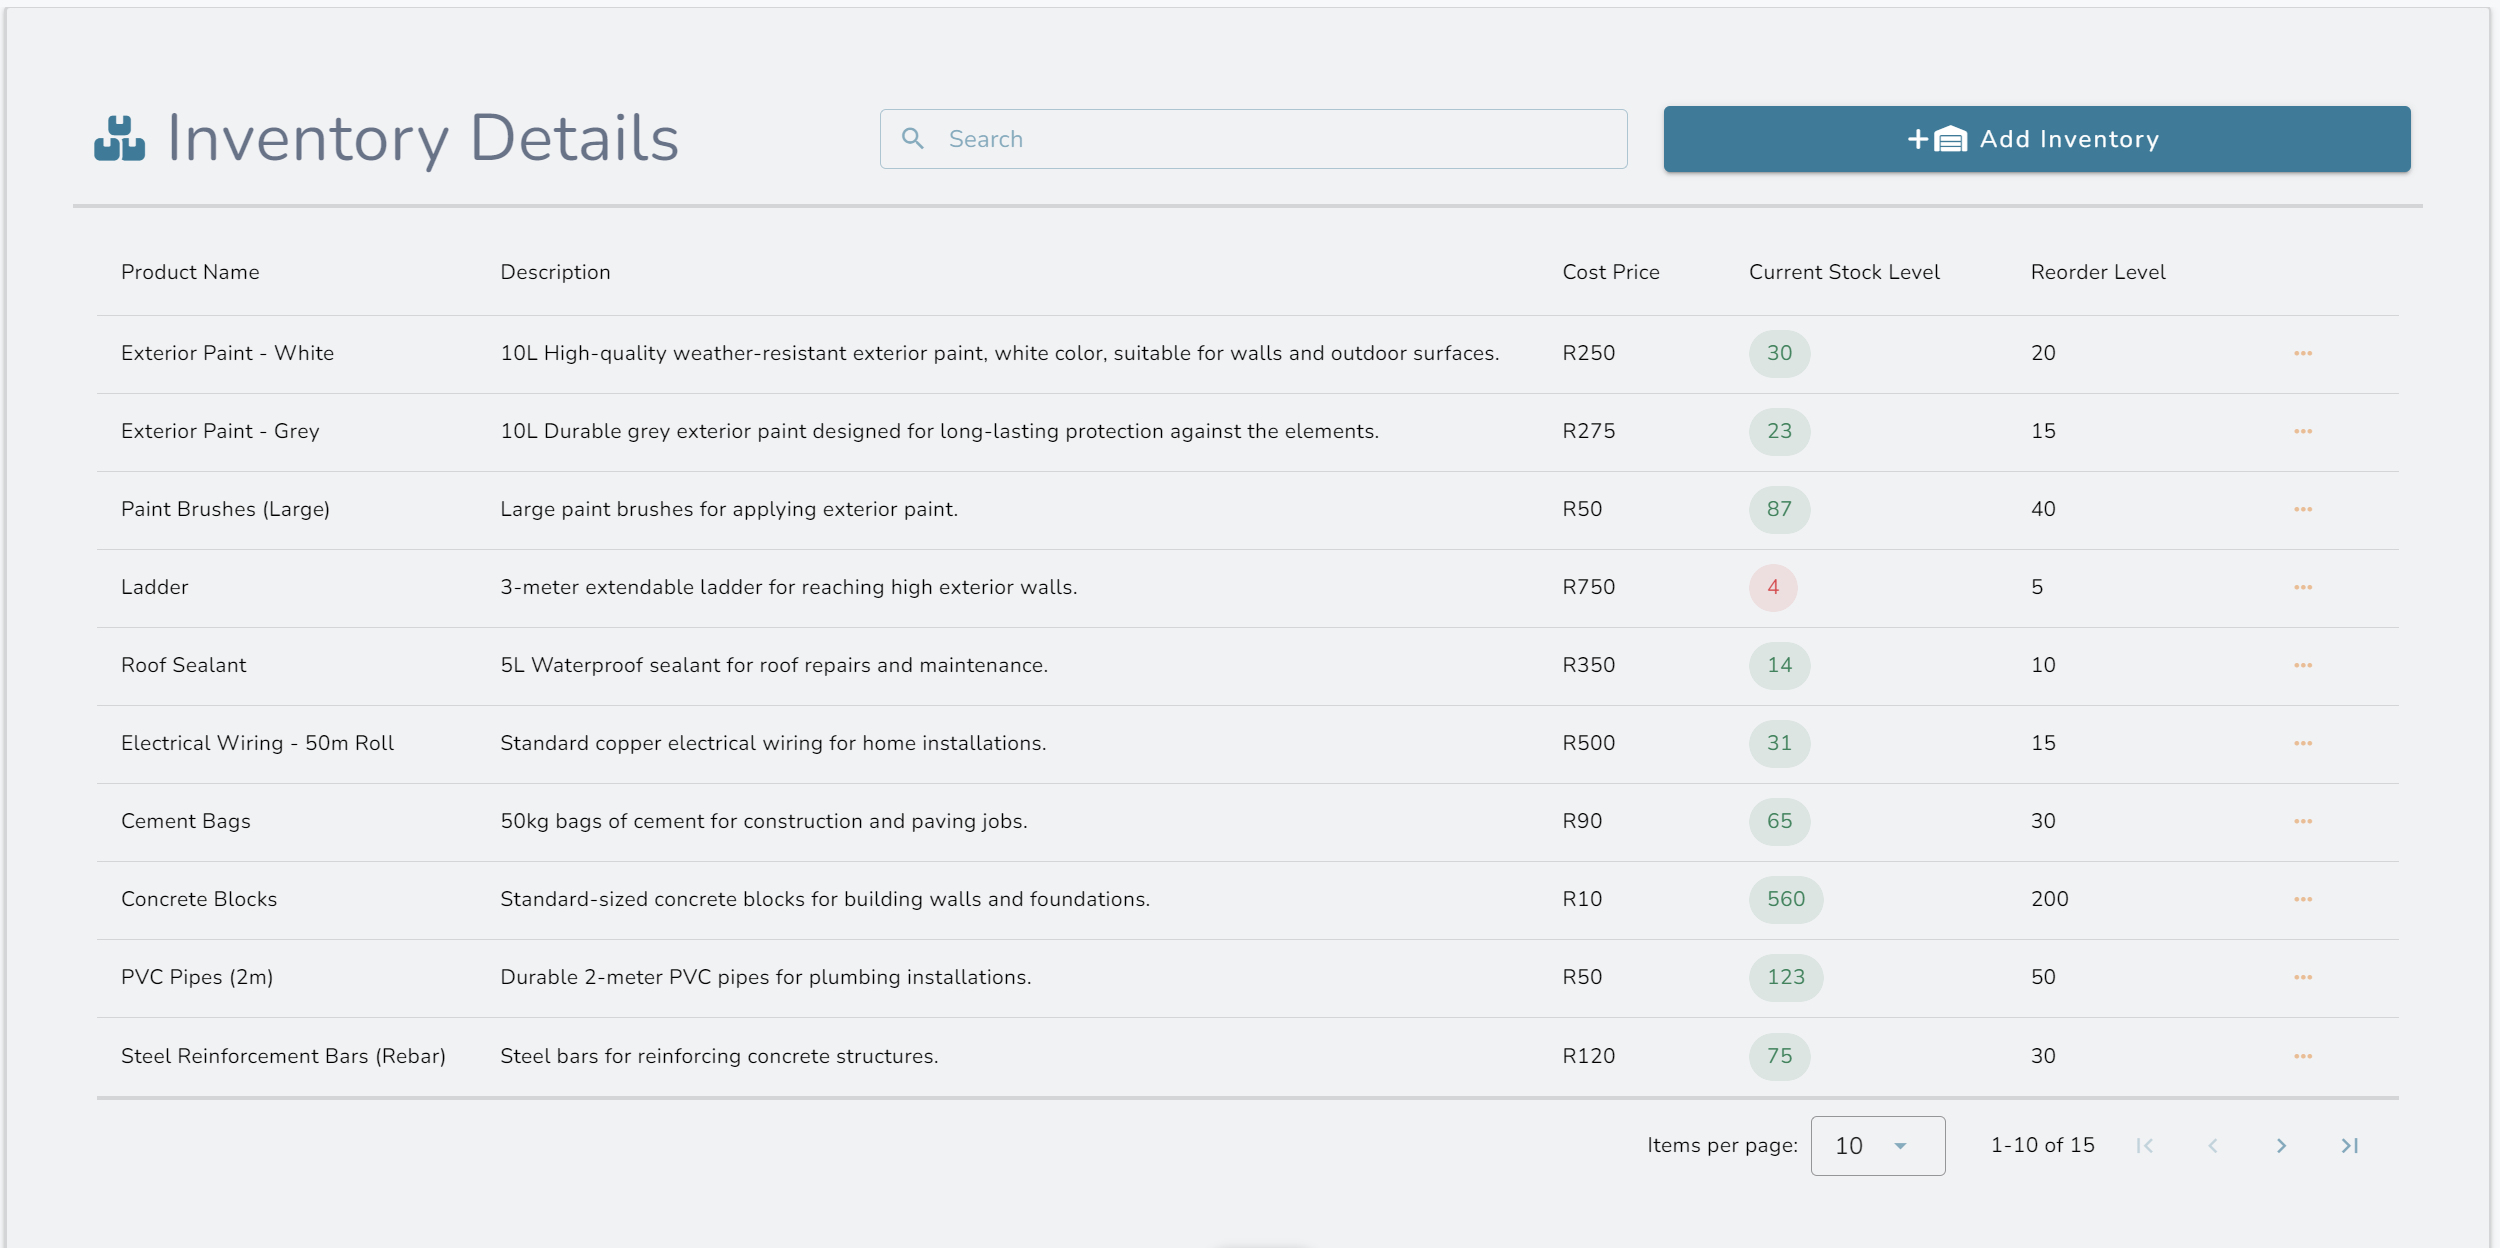 Inventory Details
Search
Add Inventory
Product Name Description Cost Price Current Stock Level Reorder Level
Exterior Paint - White 10L High-quality weather-resistant exterior paint, white color, suitable for walls and outdoor surfaces. R250 30 20
Exterior Paint - Grey 10L Durable grey exterior paint designed for long-lasting protection against the elements. R275 23 15
Paint Brushes (Large) Large paint brushes for applying exterior paint. R50 87 40
Ladder 3-meter extendable ladder for reaching high exterior walls. R750 4 5
Roof Sealant 5L Waterproof sealant for roof repairs and maintenance. R350 14 10
Electrical Wiring - 50m Roll Standard copper electrical wiring for home installations. R500 31 15
Cement Bags 50kg bags of cement for construction and paving jobs. R90 65 30
Concrete Blocks Standard-sized concrete blocks for building walls and foundations. R10 560 200
PVC Pipes (2m) Durable 2-meter PVC pipes for plumbing installations. R50 123 50
Steel Reinforcement Bars (Rebar) Steel bars for reinforcing concrete structures. R120 75 30
Items per page: 10 1-10 of 15